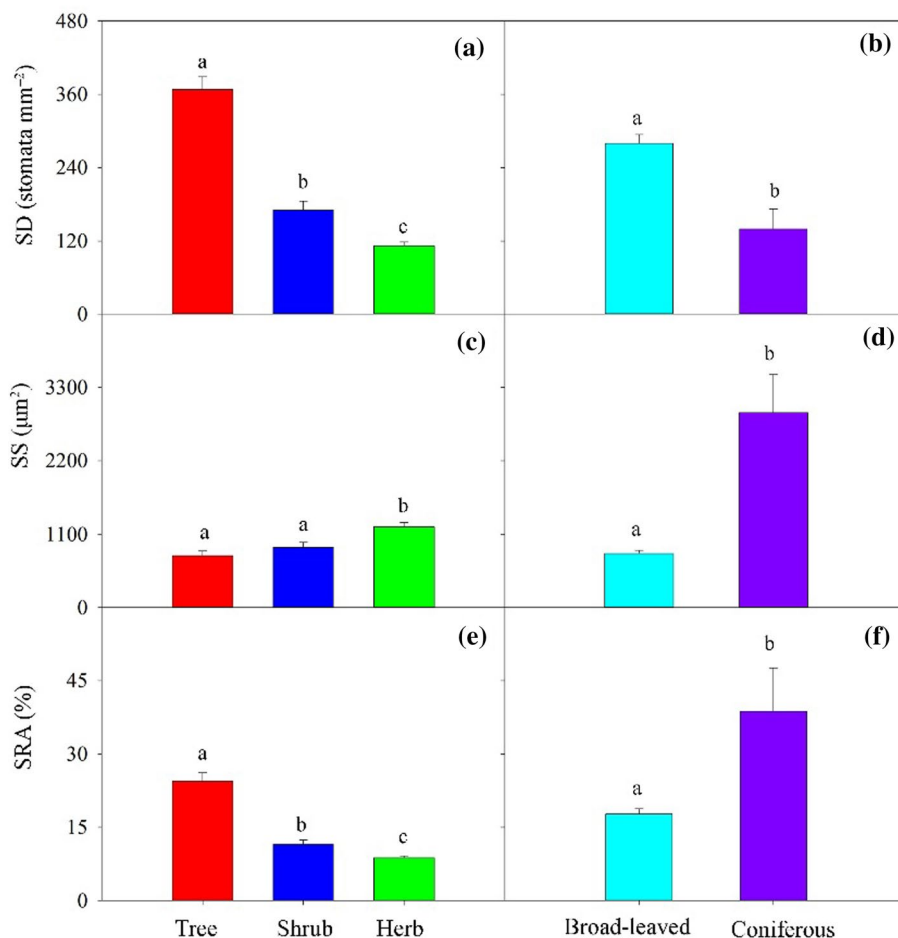 480
(a)
(b)
a
360
a
240
b
b
c
120
0
SD (stomata mm⁻²)
(c)
(d)
b
3300
2200
b
a
a
a
1100
0
SS (μm²)
(e)
(f)
b
45
a
30
a
b
c
15
0
SRA (%)
Tree Shrub Herb Broad-leaved Coniferous